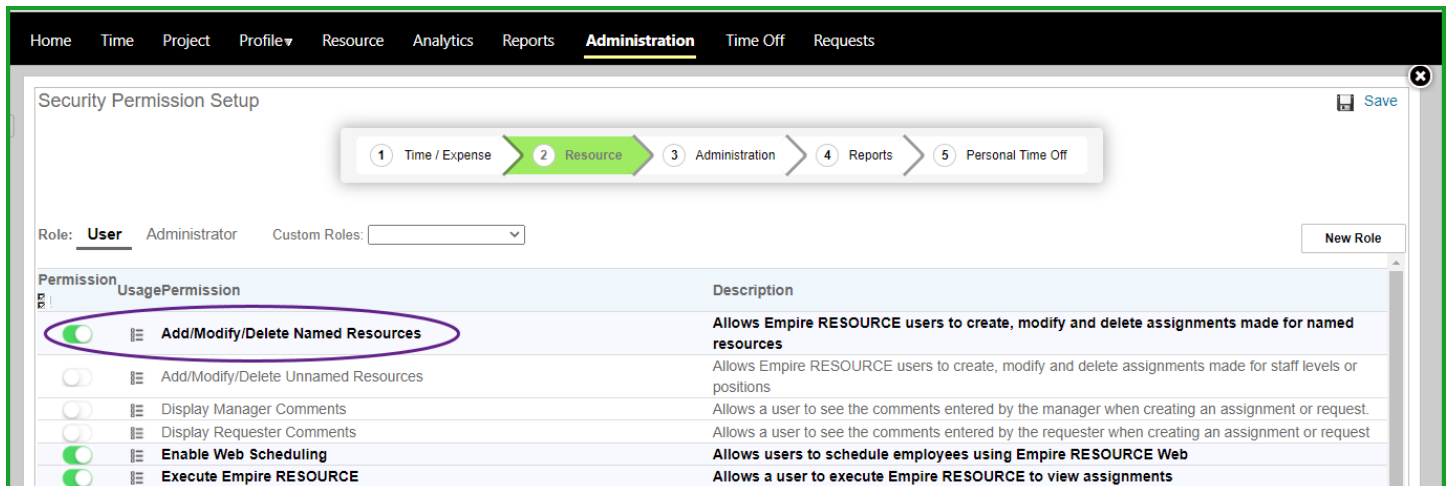 Home Time Project Profile Resource Analytics Reports Administration Time Off Requests
Security Permission Setup Save
1 Time / Expense 2 Resource 3 Administration 4 Reports 5 Personal Time Off
Role: User Administrator Custom Roles: New Role
Permission Usage Permission Description
Add/Modify/Delete Named Resources Allows Empire RESOURCE users to create, modify and delete assignments made for named
resources
Add/Modify/Delete Unnamed Resources Allows Empire RESOURCE users to create, modify and delete assignments made for staff levels or
positions
Display Manager Comments Allows a user to see the comments entered by the manager when creating an assignment or request.
Display Requester Comments Allows a user to see the comments entered by the requester when creating an assignment or request
Enable Web Scheduling Allows users to schedule employees using Empire RESOURCE Web
Execute Empire RESOURCE Allows a user to execute Empire RESOURCE to view assignments